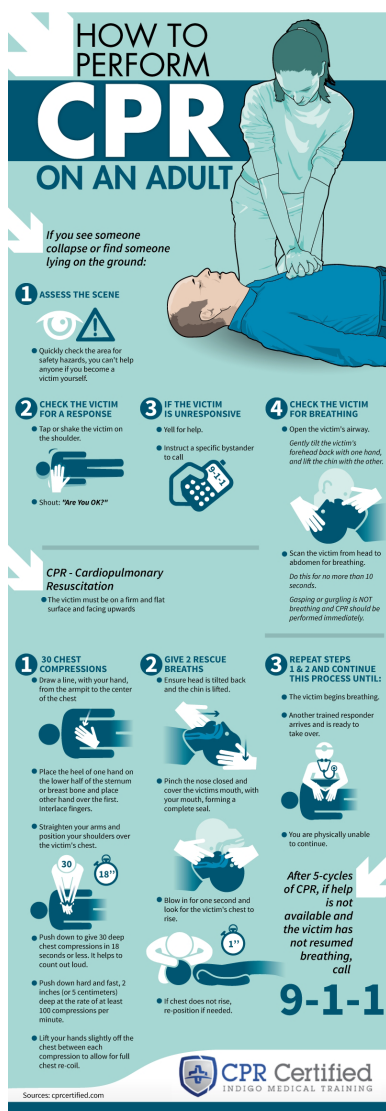 HOW TO
PERFORM
CPR
ON AN ADULT
If you see someone
collapse or find someone
lying on the ground:
1 ASSESS THE SCENE
Quickly check the area for
safety hazards, you can't help
anyone if you become a
victim yourself.
2 CHECK THE VICTIM
FOR A RESPONSE
Tap or shake the victim on
the shoulder.
Shout: "Are You OK?"
3 IF THE VICTIM
IS UNRESPONSIVE
Yell for help.
Instruct a specific bystander
to call
9-1-1
4 CHECK THE VICTIM
FOR BREATHING
Open the victim's airway.
Gently tilt the victim's
forehead back with one hand,
and lift the chin with the other.
Scan the victim from head to
abdomen for breathing.
Do this for no more than 10
seconds.
Gasping or gurgling is NOT
breathing and CPR should be
performed immediately.
CPR - Cardiopulmonary
Resuscitation
The victim must be on a firm and flat
surface and facing upwards
1 30 CHEST
COMPRESSIONS
Draw a line, with your hand,
from the armpit to the center
of the chest
Place the heel of one hand on
the lower half of the sternum
or breast bone and place
other hand over the first.
Interlace fingers.
Straighten your arms and
position your shoulders over
the victim's chest.
30
18"
Push down to give 30 deep
chest compressions in 18
seconds or less. It helps to
count out loud.
Push down hard and fast, 2
inches (or 5 centimeters)
deep at the rate of at least
100 compressions per
minute.
Lift your hands slightly off the
chest between each
compression to allow for full
chest re-coil.
2 GIVE 2 RESCUE
BREATHS
Ensure head is tilted back
and the chin is lifted.
Pinch the nose closed and
cover the victims mouth, with
your mouth, forming a
complete seal.
Blow in for one second and
look for the victim's chest to
rise.
1"
If chest does not rise,
re-position if needed.
3 REPEAT STEPS
1 & 2 AND CONTINUE
THIS PROCESS UNTIL:
The victim begins breathing.
Another trained responder
arrives and is ready to
take over.
You are physically unable
to continue.
After 5-cycles
of CPR, if help
is not
available and
the victim has
not resumed
breathing,
call
9-1-1
CPR Certified
INDIGO MEDICAL TRAINING
Sources: cprcertified.com